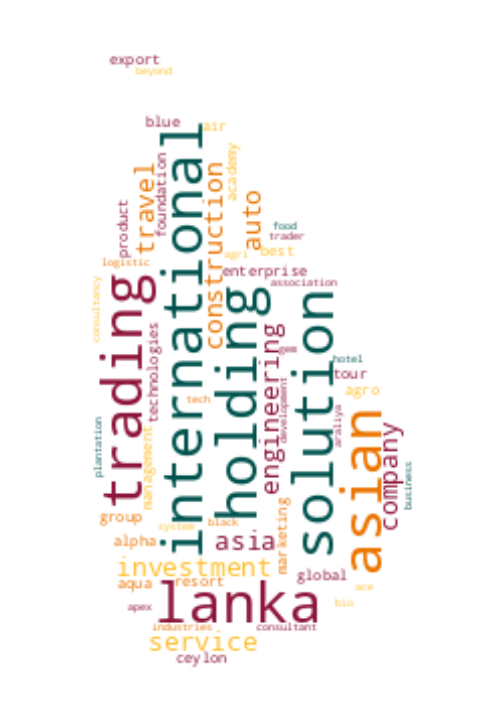 export
beyond
blue
air
international
travel
foundation
construction
academy
auto
product
food
trader
best
agri
logistic
enterprise
association
consultancy
trading
holding
solution
technologies
engineering
gem
hotel
tour
development
agro
tech
araliya
asian
company
plantation
management
business
group
system
black
marketing
alpha
asia
investment
global
aqua
resort
ace
lanka
apex
bio
industries
consultant
service
ceylon